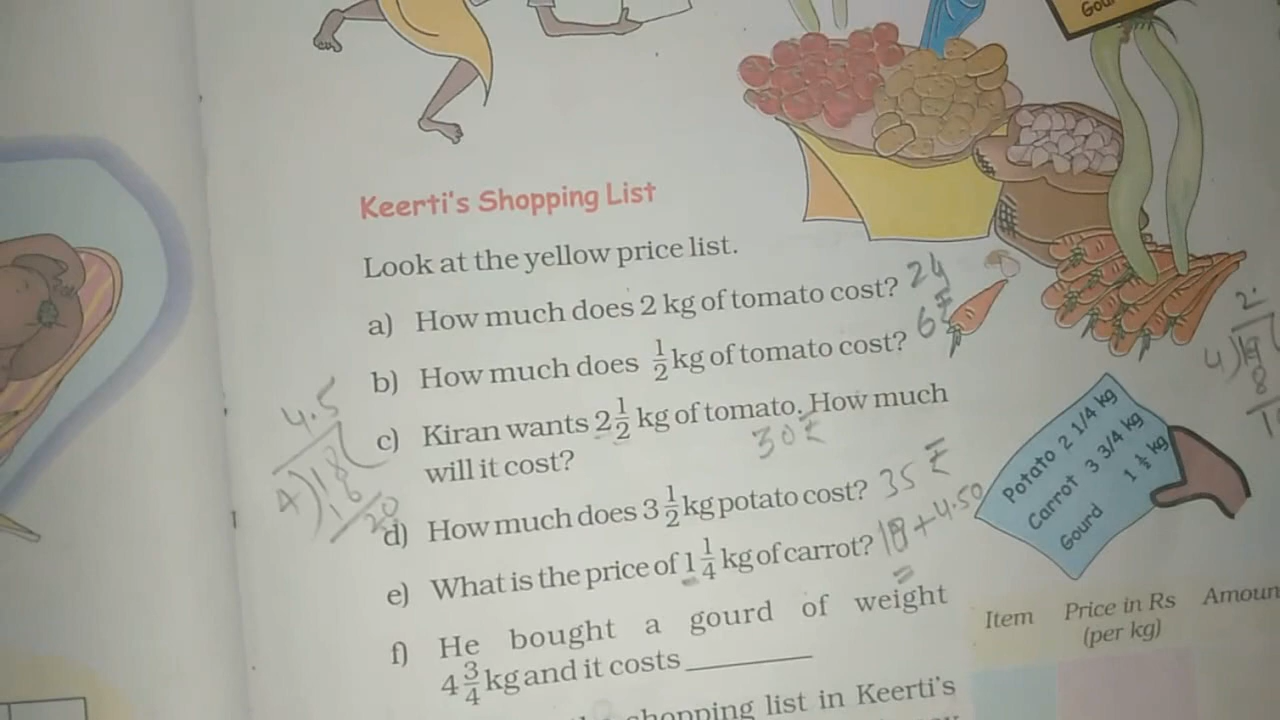 Keerti's Shopping List
Look at the yellow price list.
a) How much does 2 kg of tomato cost? 24
b) How much does 1/2 kg of tomato cost? 6₹
c) Kiran wants 2 1/2 kg of tomato. How much
will it cost? 30₹
d) How much does 3 1/2 kg potato cost? 35 ₹
e) What is the price of 1 1/4 kg of carrot? 18 + 4.50
f) He bought a gourd of weight
4 3/4 kg and it costs
shopping list in Keerti's
4.5
4)18
16
20
Potato 2 1/4 kg
Carrot 3 3/4 kg
Gourd 1 1/2 kg
Item Price in Rs
(per kg)